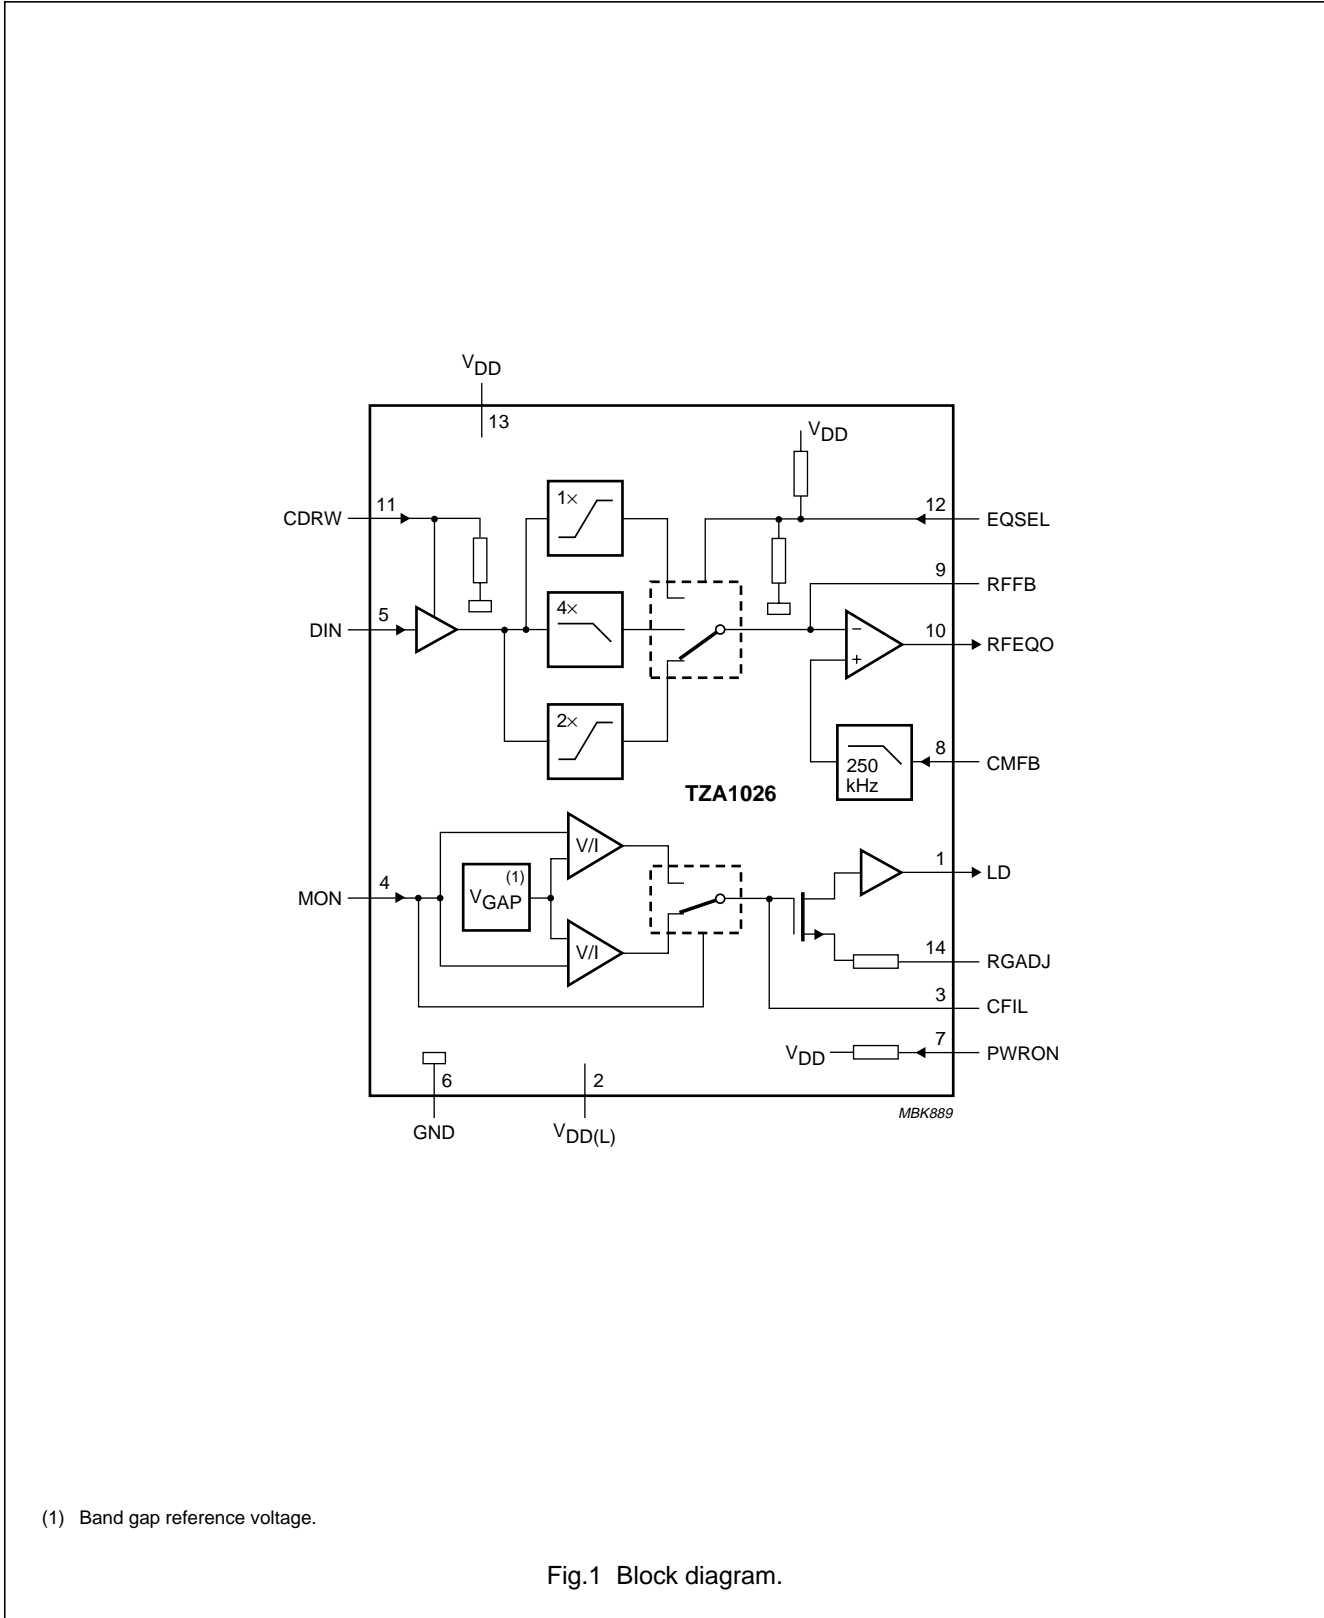 VDD
13
VDD
CDRW
11
1×
12
EQSEL
9
RFFB
DIN
5
4×
−
10
RFEQO
+
2×
250
kHz
8
CMFB
TZA1026
V/I
MON
4
VGAP
(1)
V/I
1
LD
14
RGADJ
3
CFIL
VDD
7
PWRON
6
2
GND
VDD(L)
MBK889
(1) Band gap reference voltage.
Fig.1 Block diagram.